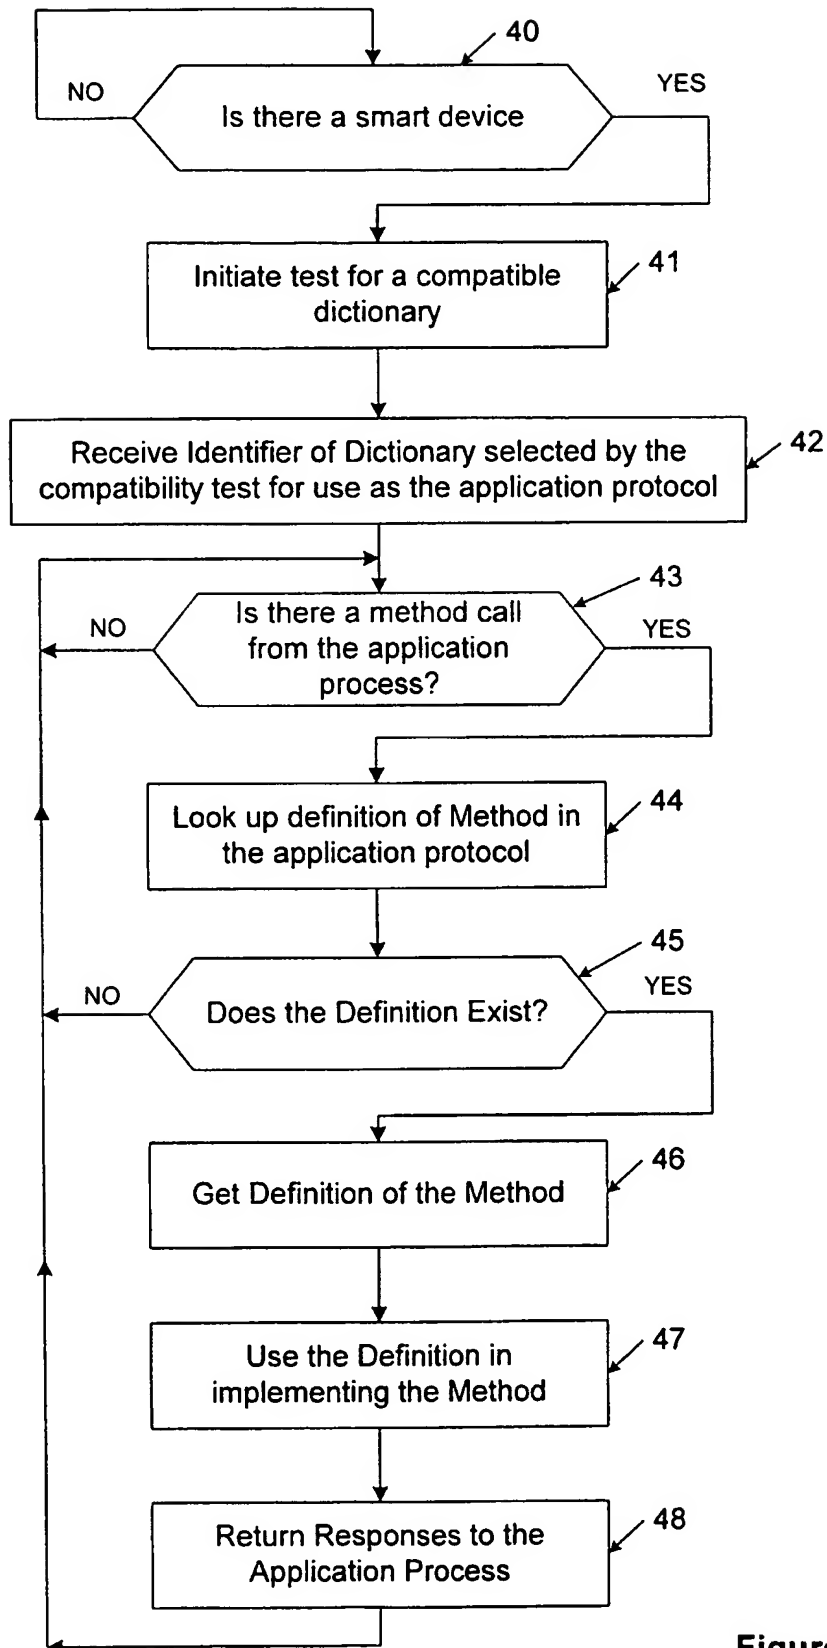 40
NO
YES
Is there a smart device
41
Initiate test for a compatible
dictionary
42
Receive Identifier of Dictionary selected by the
compatibility test for use as the application protocol
43
NO
YES
Is there a method call
from the application
process?
44
Look up definition of Method in
the application protocol
45
NO
YES
Does the Definition Exist?
46
Get Definition of the Method
47
Use the Definition in
implementing the Method
48
Return Responses to the
Application Process